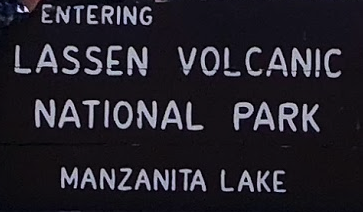 ENTERING
LASSEN VOLCANIC
NATIONAL PARK
MANZANITA LAKE